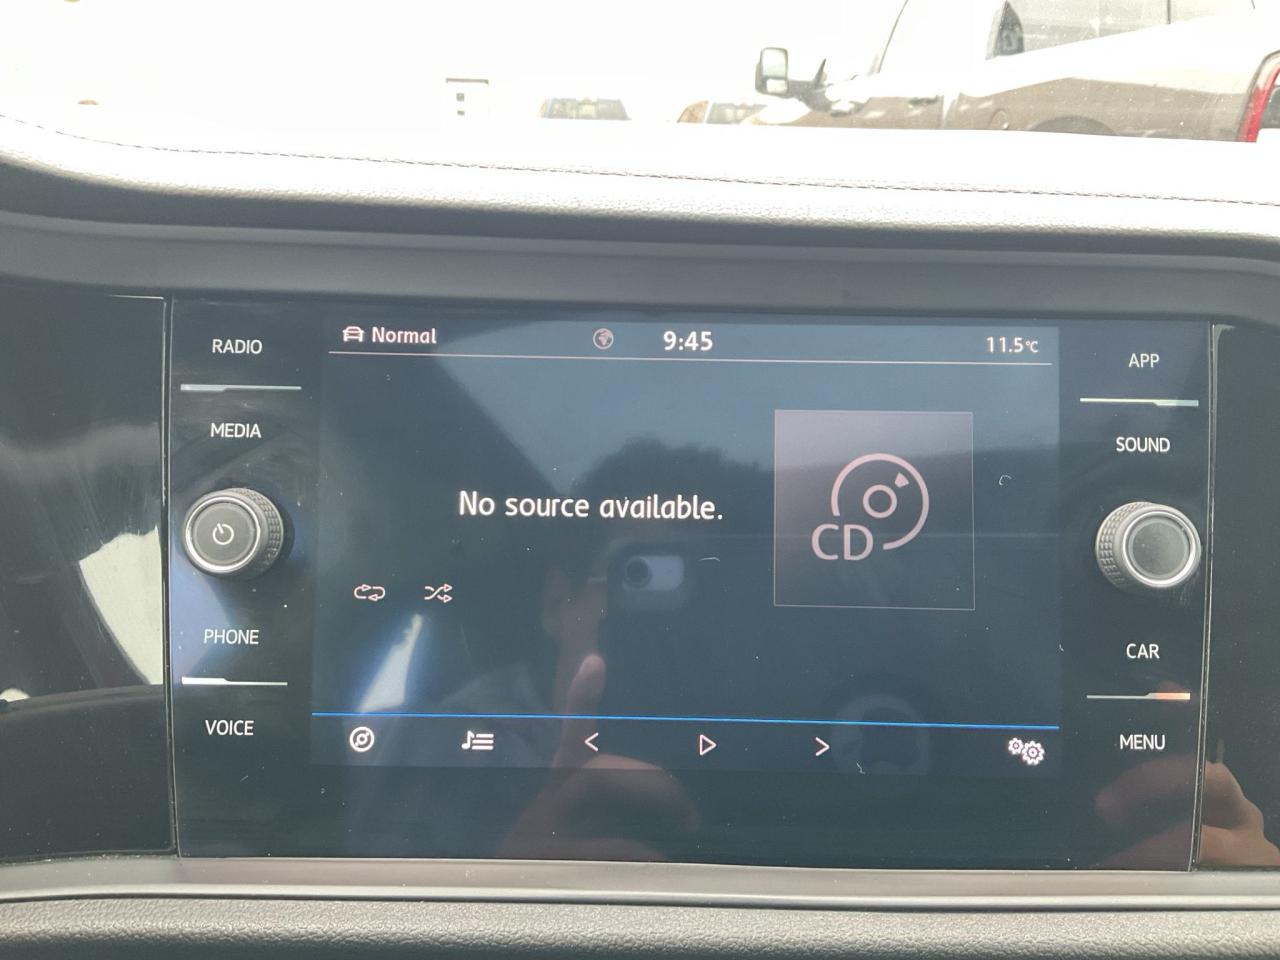 Normal
9:45
11.5°C
RADIO
MEDIA
PHONE
VOICE
No source available.
CD
APP
SOUND
CAR
MENU